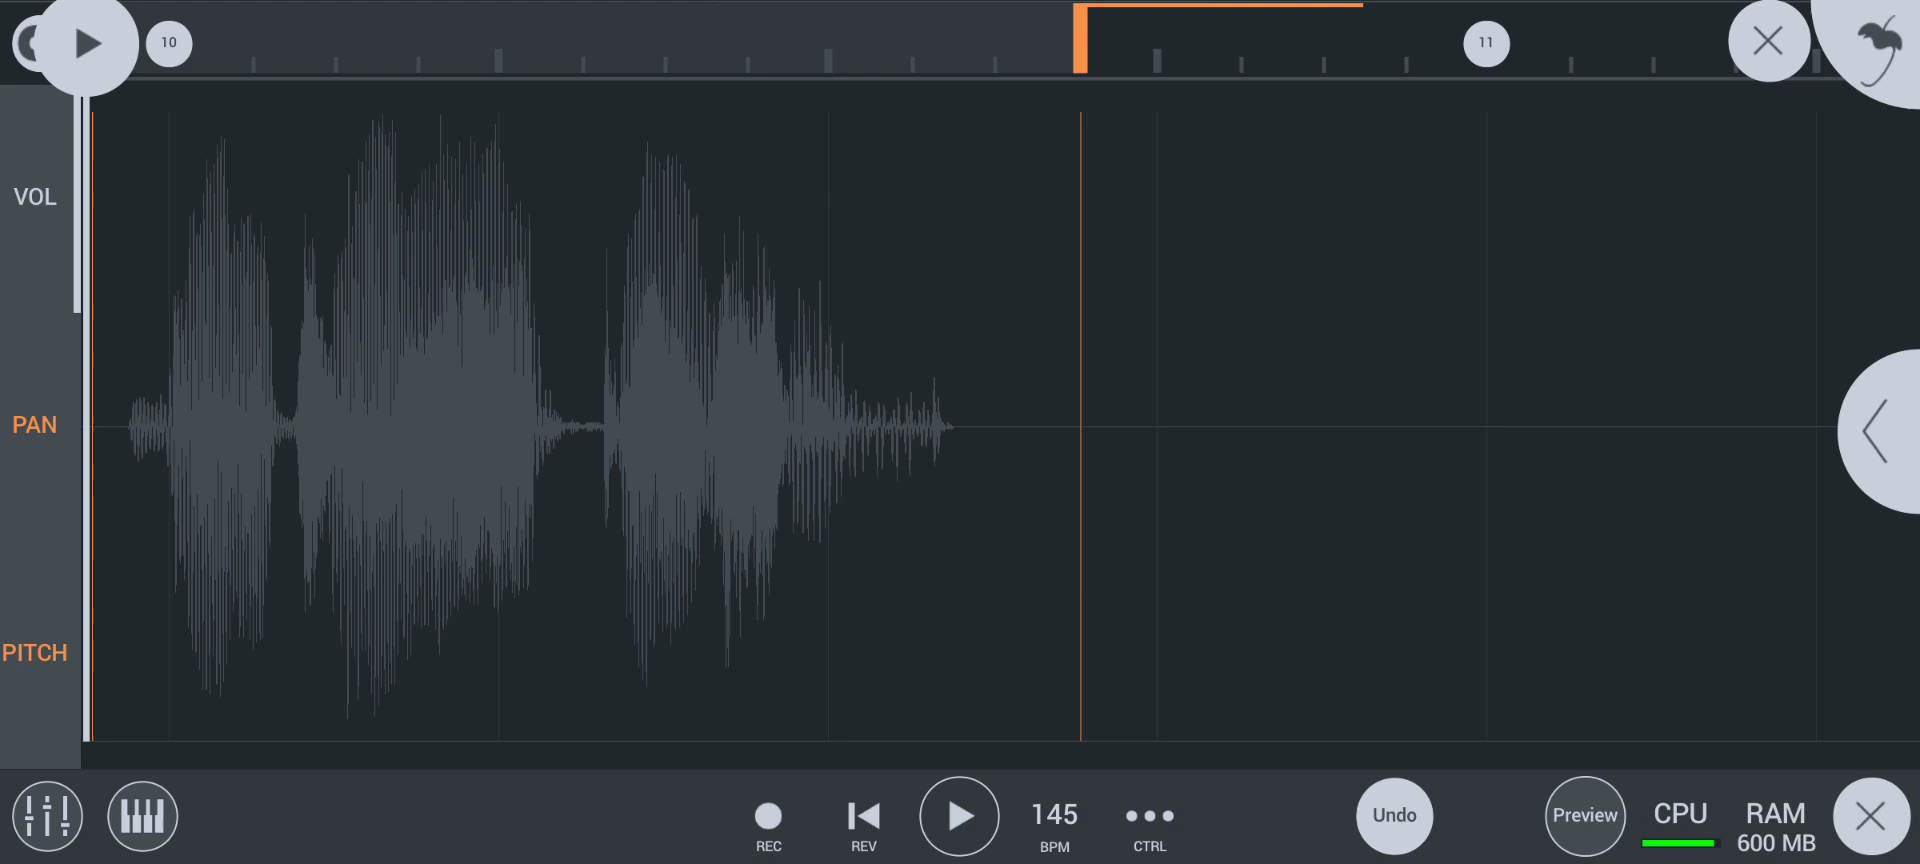 10
11
VOL
PAN
PITCH
REC
REV
145
BPM
CTRL
Undo
Preview
CPU
RAM
600 MB